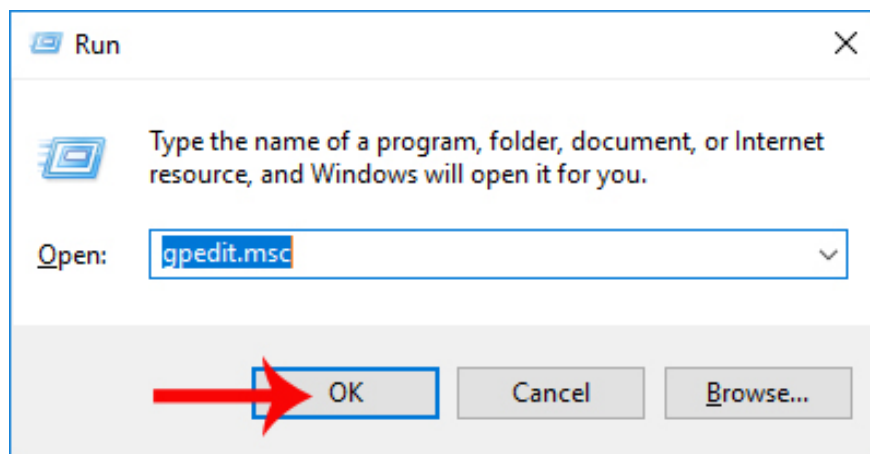 Run
Type the name of a program, folder, document, or Internet
resource, and Windows will open it for you.
Open: gpedit.msc
OK Cancel Browse...